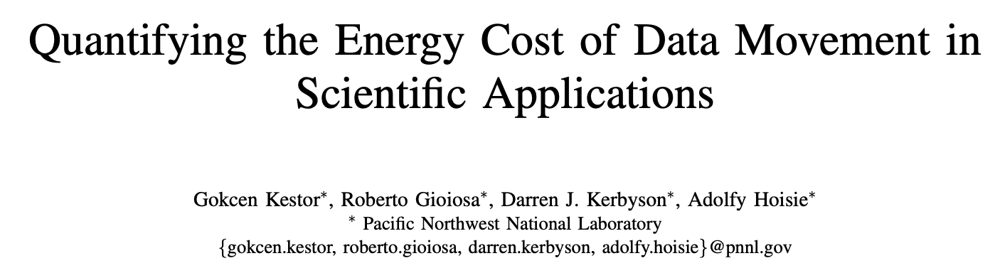 Quantifying the Energy Cost of Data Movement in
Scientific Applications
Gokcen Kestor*, Roberto Gioiosa*, Darren J. Kerbyson*, Adolfy Hoisie*
* Pacific Northwest National Laboratory
{gokcen.kestor, roberto.gioiosa, darren.kerbyson, adolfy.hoisie}@pnnl.gov